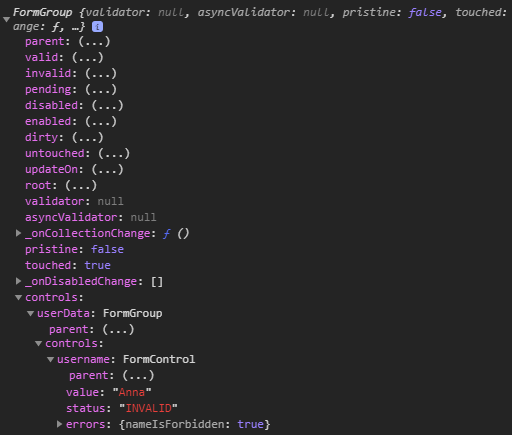 FormGroup {validator: null, asyncValidator: null, pristine: false, touched:
ange: ƒ, …} i
parent: (...)
valid: (...)
invalid: (...)
pending: (...)
disabled: (...)
enabled: (...)
dirty: (...)
untouched: (...)
updateOn: (...)
root: (...)
validator: null
asyncValidator: null
_onCollectionChange: ƒ ()
pristine: false
touched: true
_onDisabledChange: []
controls:
userData: FormGroup
parent: (...)
controls:
username: FormControl
parent: (...)
value: "Anna"
status: "INVALID"
errors: {nameIsForbidden: true}